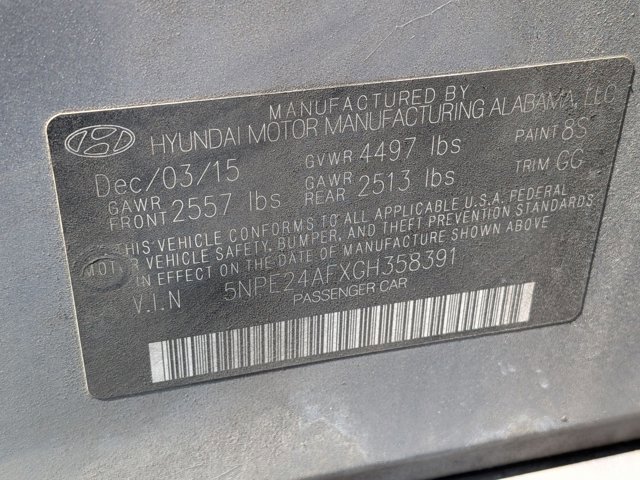 MANUFACTURED BY
HYUNDAI MOTOR MANUFACTURING ALABAMA, LLC
Dec/03/15 GVWR 4497 lbs PAINT 8S
GAWR FRONT 2557 lbs GAWR REAR 2513 lbs TRIM GG
THIS VEHICLE CONFORMS TO ALL APPLICABLE U.S.A. FEDERAL
MOTOR VEHICLE SAFETY, BUMPER, AND THEFT PREVENTION STANDARDS
IN EFFECT ON THE DATE OF MANUFACTURE SHOWN ABOVE.
V.I.N 5NPE24AFXGH358391
PASSENGER CAR